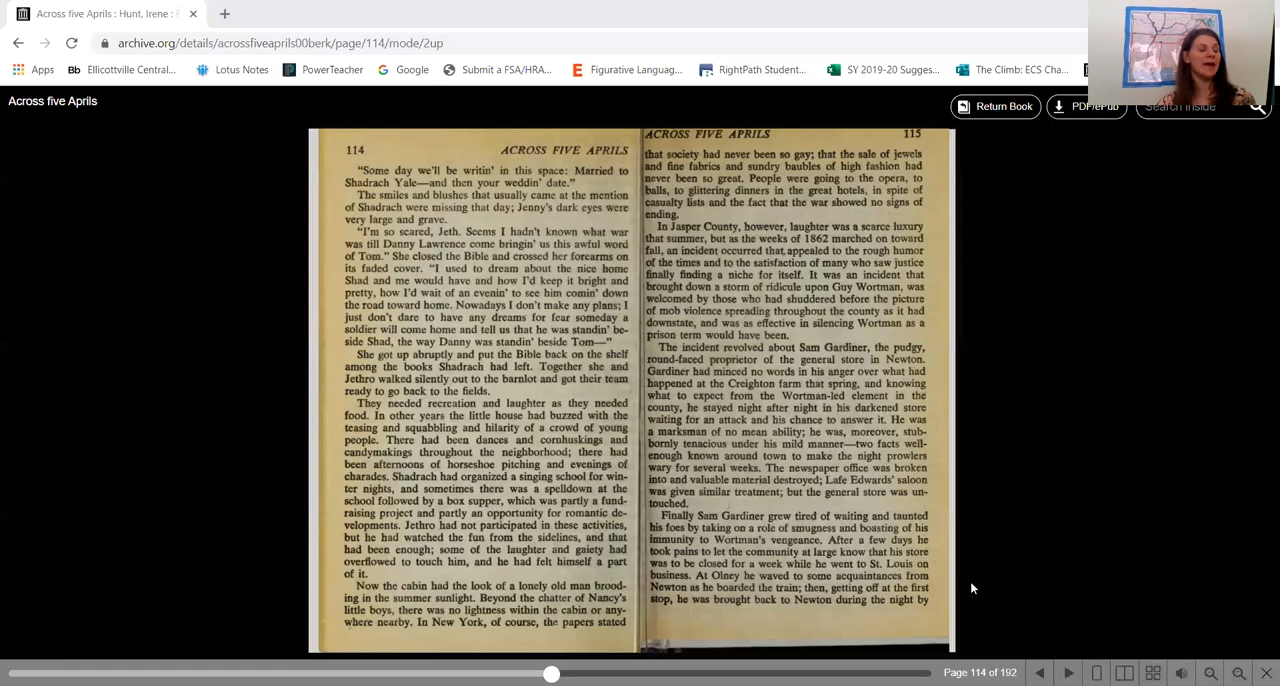 Across five Aprils : Hunt, Irene :
archive.org/details/acrossfiveaprils00berk/page/114/mode/2up
Apps
Bb
Ellicottville Central...
Lotus Notes
PowerTeacher
Google
Submit a FSA/HRA...
Figurative Languag...
RightPath Student...
SY 2019-20 Sugges...
The Climb: ECS Cha...
Across five Aprils
Return Book
PDF/ePub
Search inside
114 ACROSS FIVE APRILS
“Some day we’ll be writin’ in this space: Married to
Shadrach Yale—and then your weddin’ date.”
The smiles and blushes that usually came at the mention
of Shadrach were missing that day; Jenny’s dark eyes were
very large and grave.
“I’m so scared, Jeth. Seems I hadn’t known what war
was till Danny Lawrence come bringin’ us this awful word
of Tom.” She closed the Bible and crossed her forearms on
its faded cover. “I used to dream about the nice home
Shad and me would have and how I’d keep it bright and
pretty, how I’d wait of an evenin’ to see him comin’ down
the road toward home. Nowadays I don’t make any plans; I
just don’t dare to have any dreams for fear someday a
soldier will come home and tell us that he was standin’ be-
side Shad, the way Danny was standin’ beside Tom—”
She got up abruptly and put the Bible back on the shelf
among the books Shadrach had left. Together she and
Jethro walked silently out to the barnlot and got their team
ready to go back to the fields.
They needed recreation and laughter as they needed
food. In other years the little house had buzzed with the
teasing and squabbling and hilarity of a crowd of young
people. There had been dances and cornhuskings and
candymakings throughout the neighborhood; there had
been afternoons of horseshoe pitching and evenings of
charades. Shadrach had organized a singing school for win-
ter nights, and sometimes there was a spelldown at the
school followed by a box supper, which was partly a fund-
raising project and partly an opportunity for romantic de-
velopments. Jethro had not participated in these activities,
but he had watched the fun from the sidelines, and that
had been enough; some of the laughter and gaiety had
overflowed to touch him, and he had felt himself a part
of it.
Now the cabin had the look of a lonely old man brood-
ing in the summer sunlight. Beyond the chatter of Nancy’s
little boys, there was no lightness within the cabin or any-
where nearby. In New York, of course, the papers stated
ACROSS FIVE APRILS 115
that society had never been so gay; that the sale of jewels
and fine fabrics and sundry baubles of high fashion had
never been so great. People were going to the opera, to
balls, to glittering dinners in the great hotels, in spite of
casualty lists and the fact that the war showed no signs of
ending.
In Jasper County, however, laughter was a scarce luxury
that summer, but as the weeks of 1862 marched on toward
fall, an incident occurred that appealed to the rough humor
of the times and to the satisfaction of many who saw justice
finally finding a niche for itself. It was an incident that
brought down a storm of ridicule upon Guy Wortman, was
welcomed by those who had shuddered before the picture
of mob violence spreading throughout the county as it had
downstate, and was as effective in silencing Wortman as a
prison term would have been.
The incident revolved about Sam Gardiner, the pudgy,
round-faced proprietor of the general store in Newton.
Gardiner had minced no words in his anger over what had
happened at the Creighton farm that spring, and knowing
what to expect from the Wortman-led element in the
county, he stayed night after night in his darkened store
waiting for an attack and his chance to answer it. He was
a marksman of no mean ability; he was, moreover, stub-
bornly tenacious under his mild manner—two facts well-
enough known around town to make the night prowlers
wary for several weeks. The newspaper office was broken
into and valuable material destroyed; Lafe Edwards’ saloon
was given similar treatment; but the general store was un-
touched.
Finally Sam Gardiner grew tired of waiting and taunted
his foes by taking on a role of smugness and boasting of his
immunity to Wortman’s vengeance. After a few days he
took pains to let the community at large know that his store
was to be closed for a week while he went to St. Louis on
business. At Olney he waved to some acquaintances from
Newton as he boarded the train; then, getting off at the first
stop, he was brought back to Newton during the night by
Page 114 of 192